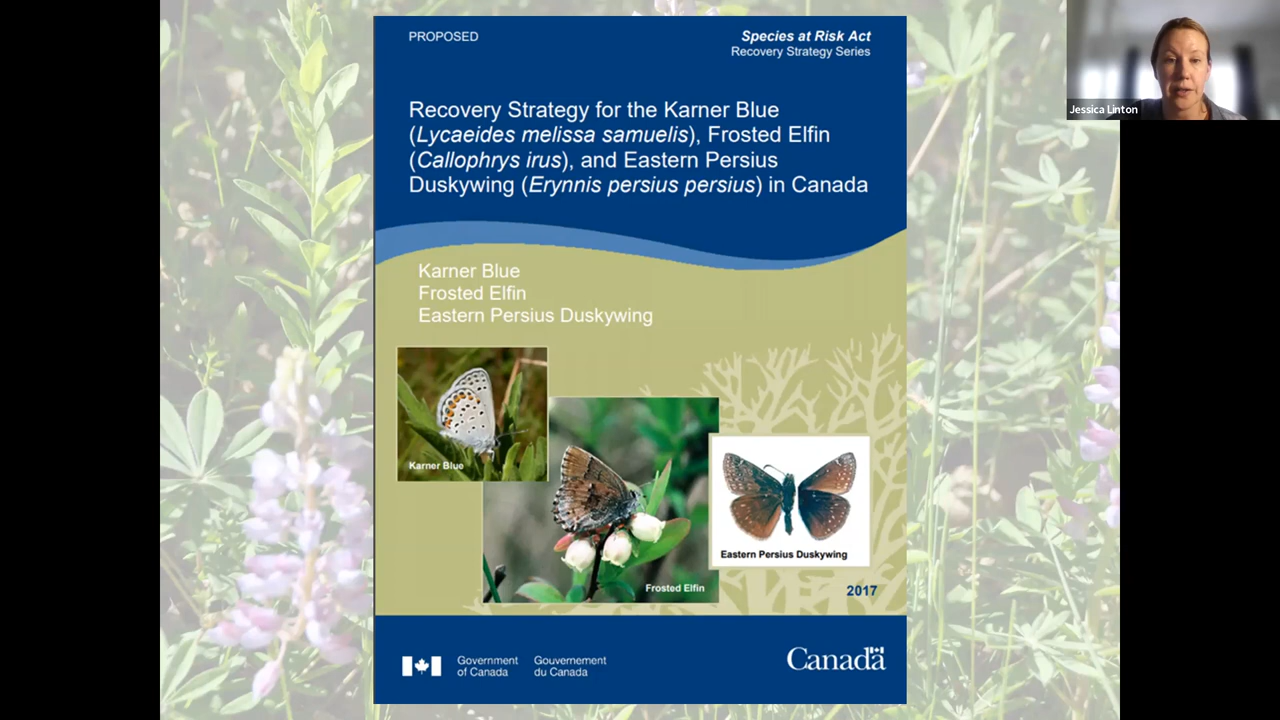 PROPOSED
Species at Risk Act
Recovery Strategy Series
Jessica Linton
Recovery Strategy for the Karner Blue
(Lycaeides melissa samuelis), Frosted Elfin
(Callophrys irus), and Eastern Persius
Duskywing (Erynnis persius persius) in Canada
Karner Blue
Frosted Elfin
Eastern Persius Duskywing
Karner Blue
Frosted Elfin
Eastern Persius Duskywing
2017
Government
of Canada
Gouvernement
du Canada
Canada